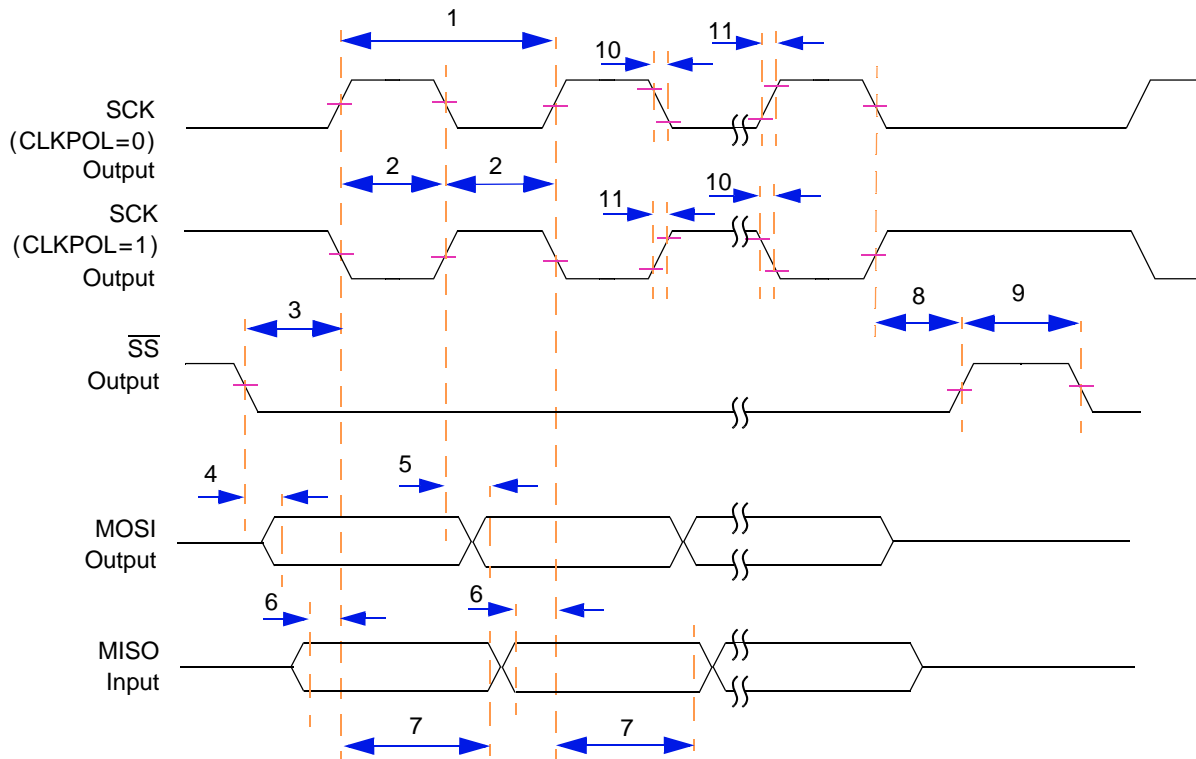 1
10
11
SCK
(CLKPOL=0)
Output
2
2
SCK
(CLKPOL=1)
Output
11
10
3
8
9
S̅S̅
Output
4
5
MOSI
Output
6
6
MISO
Input
7
7